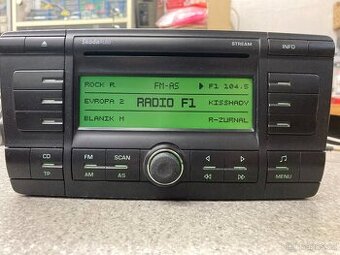 STREAM
INFO
ROCK R. FM-AS ▶ F1 104.5
EVROPA 2 RADIO F1 KISSHADY
BLANIK H R-ZURNAL
CD FM SCAN
TP AM AS MENU